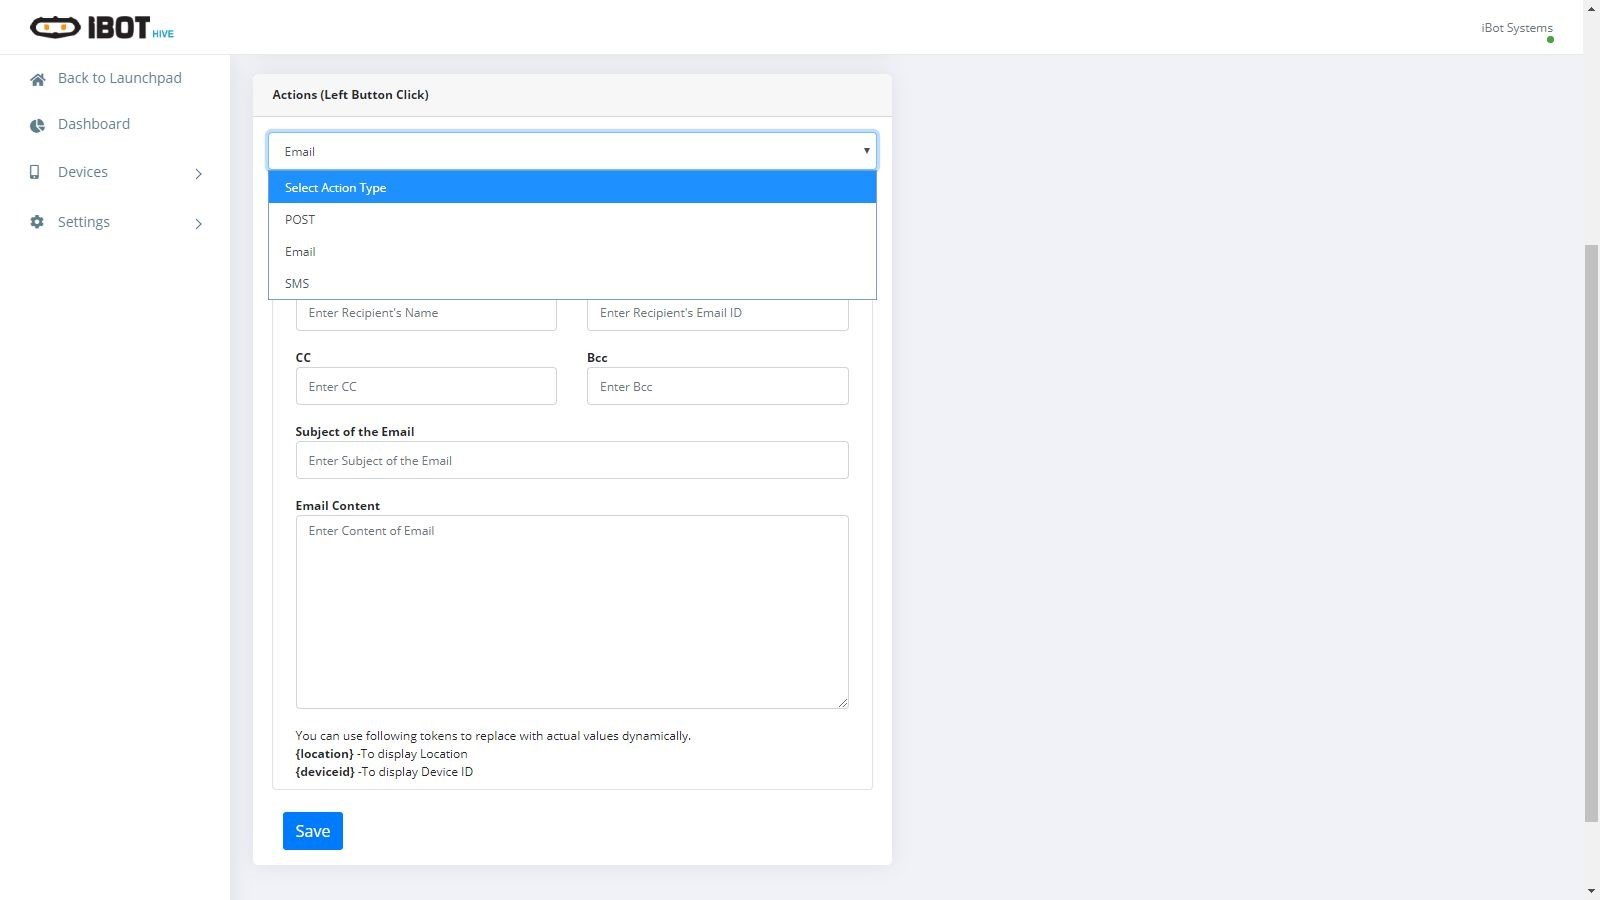 iBOT HIVE
iBot Systems
Back to Launchpad
Dashboard
Devices
Settings
Actions (Left Button Click)
Email
Select Action Type
POST
Email
SMS
Enter Recipient's Name
Enter Recipient's Email ID
CC
Bcc
Enter CC
Enter Bcc
Subject of the Email
Enter Subject of the Email
Email Content
Enter Content of Email
You can use following tokens to replace with actual values dynamically.
{location} -To display Location
{deviceid} -To display Device ID
Save